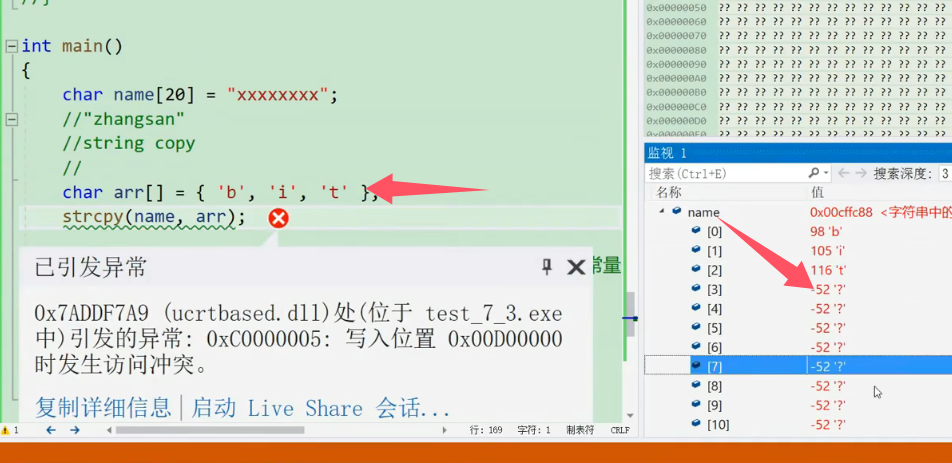 //}
int main()
{
char name[20] = "xxxxxxxx";
//"zhangsan"
//string copy
//
char arr[] = { 'b', 'i', 't' };
strcpy(name, arr);
已引发异常
常量
0x7ADDF7A9 (ucrtbased.dll)处(位于 test_7_3.exe
中)引发的异常: 0xC0000005: 写入位置 0x00D00000
时发生访问冲突。
复制详细信息 | 启动 Live Share 会话...
1
行: 169 字符: 1 制表符 CRLF
0x00000050 ?? ?? ?? ?? ?? ?? ?? ?? ?? ?? ?? ?? ??
0x00000060 ?? ?? ?? ?? ?? ?? ?? ?? ?? ?? ?? ?? ??
0x00000070 ?? ?? ?? ?? ?? ?? ?? ?? ?? ?? ?? ?? ??
0x00000080 ?? ?? ?? ?? ?? ?? ?? ?? ?? ?? ?? ?? ??
0x00000090 ?? ?? ?? ?? ?? ?? ?? ?? ?? ?? ?? ?? ??
0x000000A0 ?? ?? ?? ?? ?? ?? ?? ?? ?? ?? ?? ?? ??
0x000000B0 ?? ?? ?? ?? ?? ?? ?? ?? ?? ?? ?? ?? ??
0x000000C0 ?? ?? ?? ?? ?? ?? ?? ?? ?? ?? ?? ?? ??
0x000000D0 ?? ?? ?? ?? ?? ?? ?? ?? ?? ?? ?? ?? ??
0x000000E0 ?? ?? ?? ?? ?? ?? ?? ?? ?? ?? ?? ?? ??
监视 1
搜索(Ctrl+E) 搜索深度: 3
名称 值
name 0x00cffc88 <字符串中的
[0] 98 'b'
[1] 105 'i'
[2] 116 't'
[3] -52 '?'
[4] -52 '?'
[5] -52 '?'
[6] -52 '?'
[7] -52 '?'
[8] -52 '?'
[9] -52 '?'
[10] -52 '?'